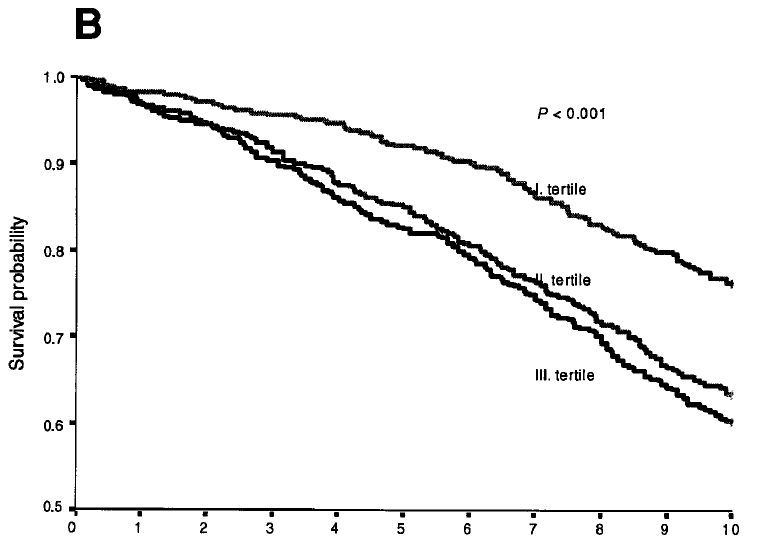 B
1.0
P < 0.001
0.9
I. tertile
0.8
II. tertile
Survival probability
0.7
III. tertile
0.6
0.5
0 1 2 3 4 5 6 7 8 9 10